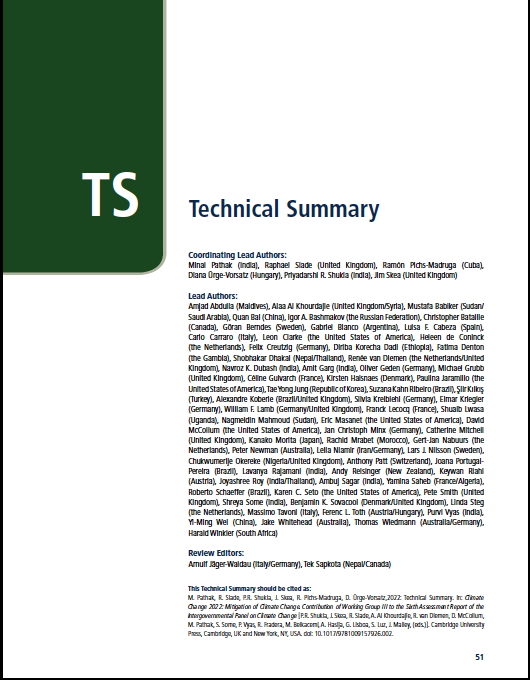 TS
Technical Summary
Coordinating Lead Authors:
Minal Pathak (India), Raphael Slade (United Kingdom), Ramón Pichs-Madruga (Cuba),
Diana Ürge-Vorsatz (Hungary), Priyadarshi R. Shukla (India), Jim Skea (United Kingdom)
Lead Authors:
Amjad Abdulla (Maldives), Alaa Al Khourdajie (United Kingdom/Syria), Mustafa Babiker (Sudan/
Saudi Arabia), Quan Bai (China), Igor A. Bashmakov (the Russian Federation), Christopher Bataille
(Canada), Göran Berndes (Sweden), Gabriel Blanco (Argentina), Luisa F. Cabeza (Spain),
Carlo Carraro (Italy), Leon Clarke (the United States of America), Heleen de Coninck
(the Netherlands), Felix Creutzig (Germany), Diriba Korecha Dadi (Ethiopia), Fatima Denton
(the Gambia), Shobhakar Dhakal (Nepal/Thailand), Renée van Diemen (the Netherlands/United
Kingdom), Navroz K. Dubash (India), Amit Garg (India), Oliver Geden (Germany), Michael Grubb
(United Kingdom), Céline Guivarch (France), Kirsten Halsnaes (Denmark), Paulina Jaramillo (the
United States of America), Tae Yong Jung (Republic of Korea), Suzana Kahn Ribeiro (Brazil), Şiir Kılkış
(Turkey), Alexandre Koberle (Brazil/United Kingdom), Silvia Kreibiehl (Germany), Elmar Kriegler
(Germany), William F. Lamb (Germany/United Kingdom), Franck Lecocq (France), Shuaib Lwasa
(Uganda), Nagmeldin Mahmoud (Sudan), Eric Masanet (the United States of America), David
McCollum (the United States of America), Jan Christoph Minx (Germany), Catherine Mitchell
(United Kingdom), Kanako Morita (Japan), Rachid Mrabet (Morocco), Gert-Jan Nabuurs (the
Netherlands), Peter Newman (Australia), Leila Niamir (Iran/Germany), Lars J. Nilsson (Sweden),
Chukwumerije Okereke (Nigeria/United Kingdom), Anthony Patt (Switzerland), Joana Portugal-
Pereira (Brazil), Lavanya Rajamani (India), Andy Reisinger (New Zealand), Keywan Riahi
(Austria), Joyashree Roy (India/Thailand), Ambuj Sagar (India), Yamina Saheb (France/Algeria),
Roberto Schaeffer (Brazil), Karen C. Seto (the United States of America), Pete Smith (United
Kingdom), Shreya Some (India), Benjamin K. Sovacool (Denmark/United Kingdom), Linda Steg
(the Netherlands), Massimo Tavoni (Italy), Ferenc L. Toth (Austria/Hungary), Purvi Vyas (India),
Yi-Ming Wei (China), Jake Whitehead (Australia), Thomas Wiedmann (Australia/Germany),
Harald Winkler (South Africa)
Review Editors:
Arnulf Jäger-Waldau (Italy/Germany), Tek Sapkota (Nepal/Canada)
This Technical Summary should be cited as:
M. Pathak, R. Slade, P.R. Shukla, J. Skea, R. Pichs-Madruga, D. Ürge-Vorsatz,2022: Technical Summary. In: Climate
Change 2022: Mitigation of Climate Change. Contribution of Working Group III to the Sixth Assessment Report of the
Intergovernmental Panel on Climate Change [P.R. Shukla, J. Skea, R. Slade, A. Al Khourdajie, R. van Diemen, D. McCollum,
M. Pathak, S. Some, P. Vyas, R. Fradera, M. Belkacemi, A. Hasija, G. Lisboa, S. Luz, J. Malley, (eds.)]. Cambridge University
Press, Cambridge, UK and New York, NY, USA. doi: 10.1017/9781009157926.002.
51